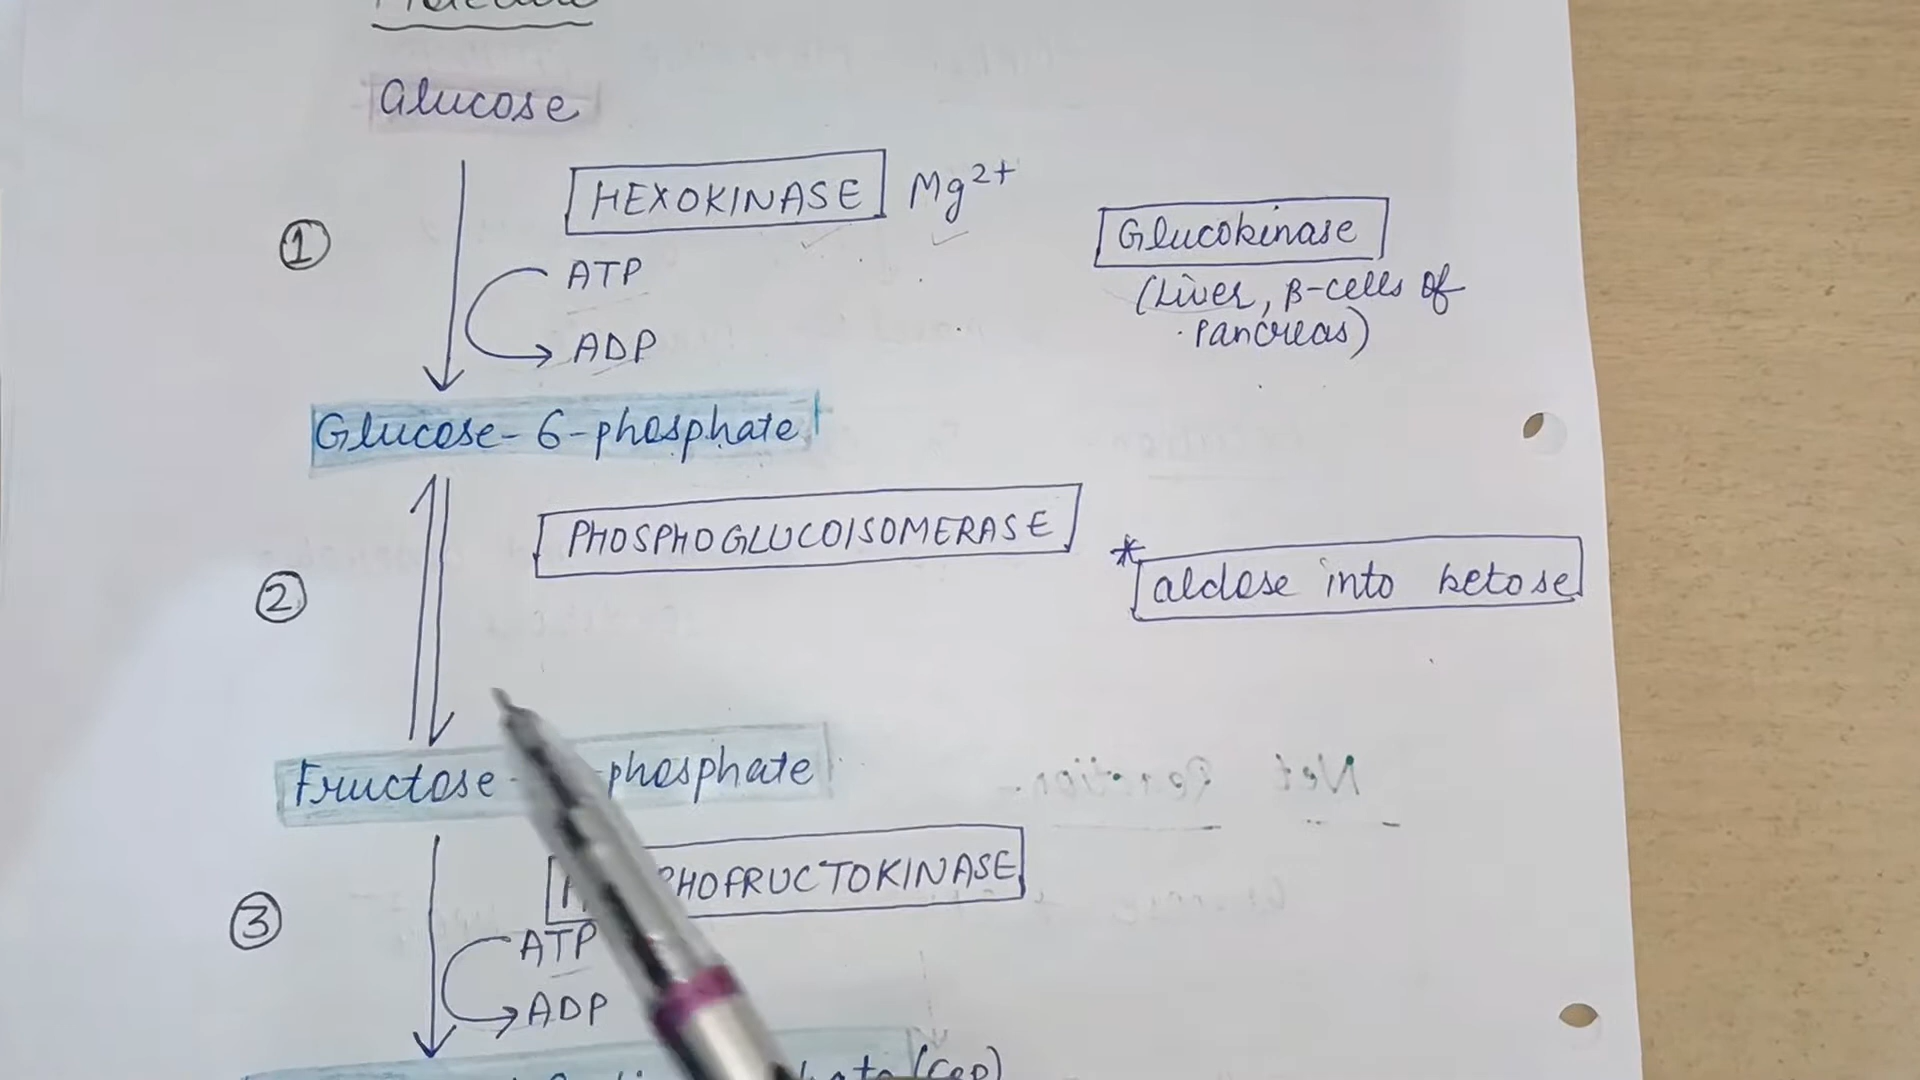 Glucose
HEXOKINASE Mg2+
Glucokinase
①
ATP
(Liver, β-cells of
Pancreas)
ADP
Glucose-6-phosphate
PHOSPHOGLUCOISOMERASE
* aldose into ketose
②
Fructose- phosphate
PHOFRUCTOKINASE
③
ATP
ADP